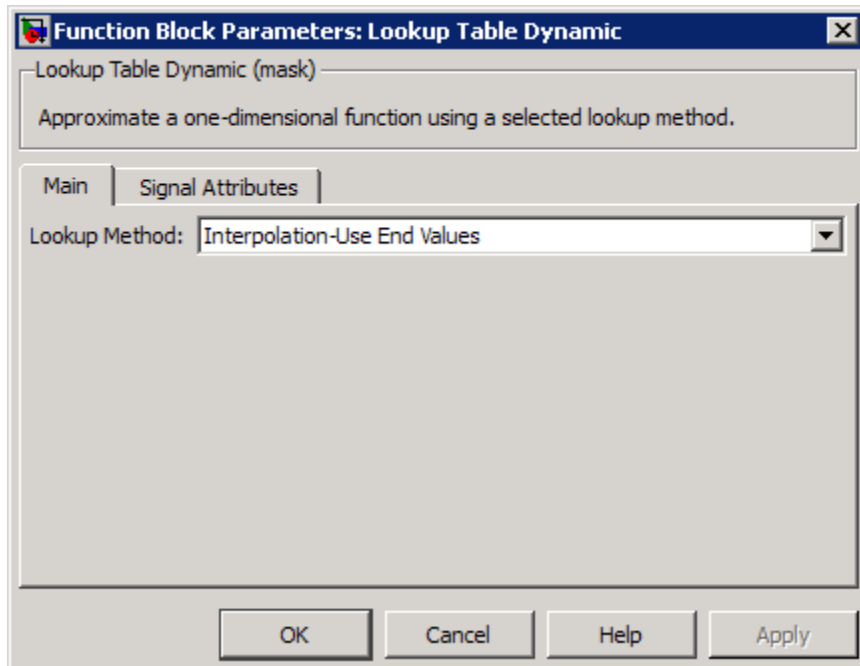 Function Block Parameters: Lookup Table Dynamic
Lookup Table Dynamic (mask)
Approximate a one-dimensional function using a selected lookup method.
Main Signal Attributes
Lookup Method: Interpolation-Use End Values
OK Cancel Help Apply